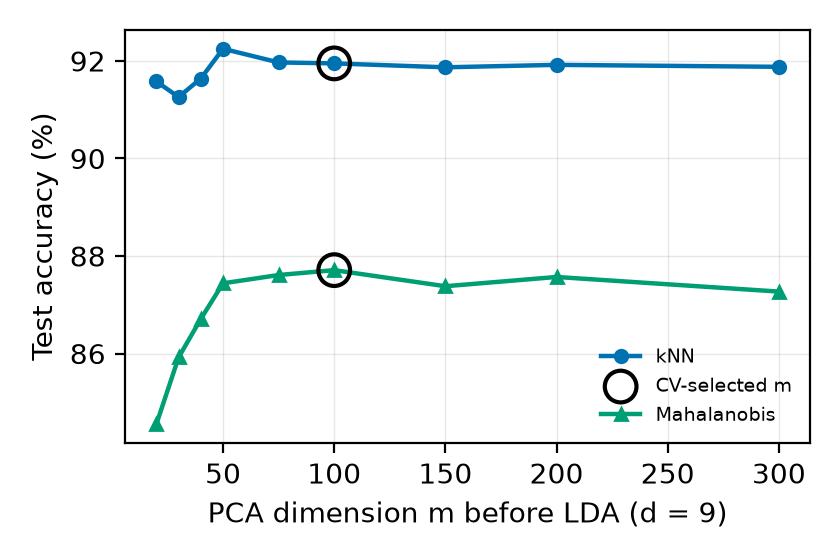 Test accuracy (%)
92
90
88
86
kNN
CV-selected m
Mahalanobis
50 100 150 200 250 300
PCA dimension m before LDA (d = 9)